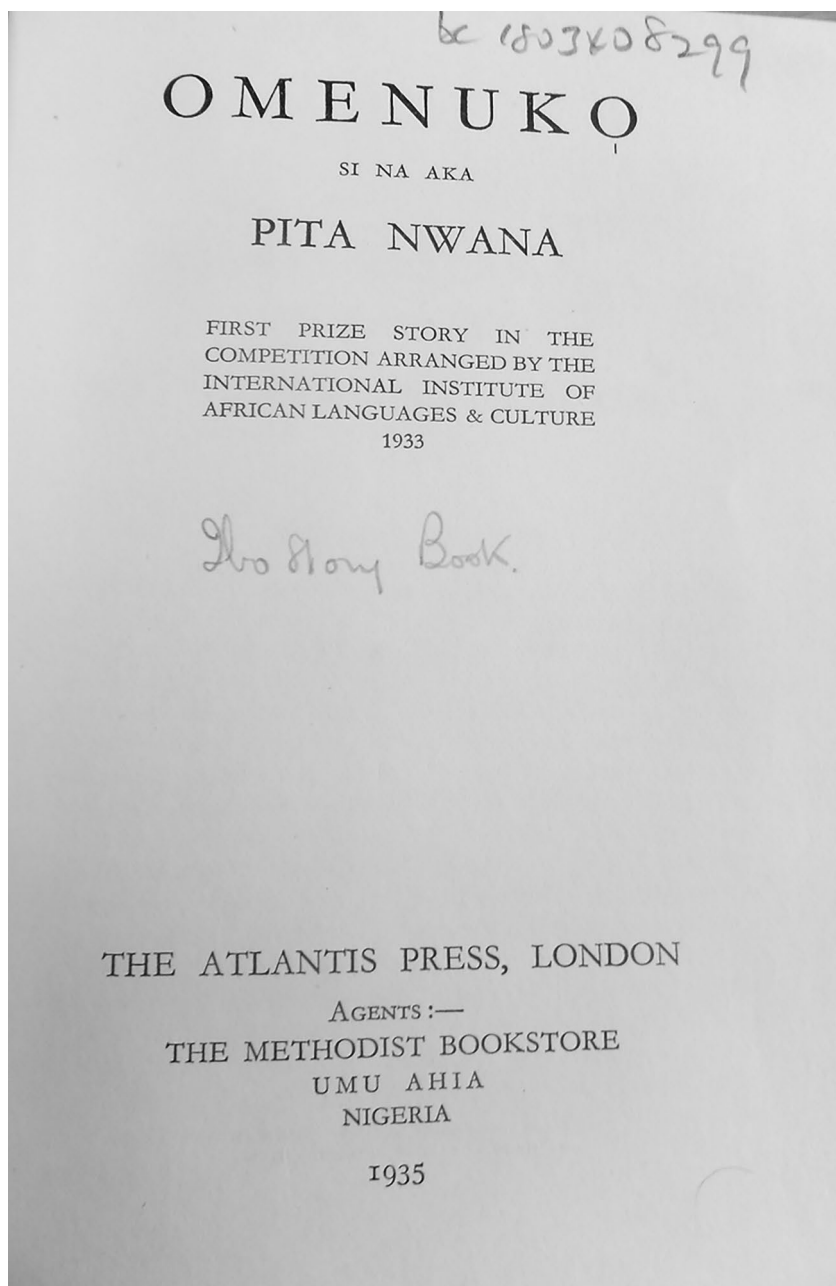 bc 1803408299
OMENUKỌ
SI NA AKA
PITA NWANA
FIRST PRIZE STORY IN THE
COMPETITION ARRANGED BY THE
INTERNATIONAL INSTITUTE OF
AFRICAN LANGUAGES & CULTURE
1933
Ibo Story Book.
THE ATLANTIS PRESS, LONDON
AGENTS :—
THE METHODIST BOOKSTORE
UMU AHIA
NIGERIA
1935